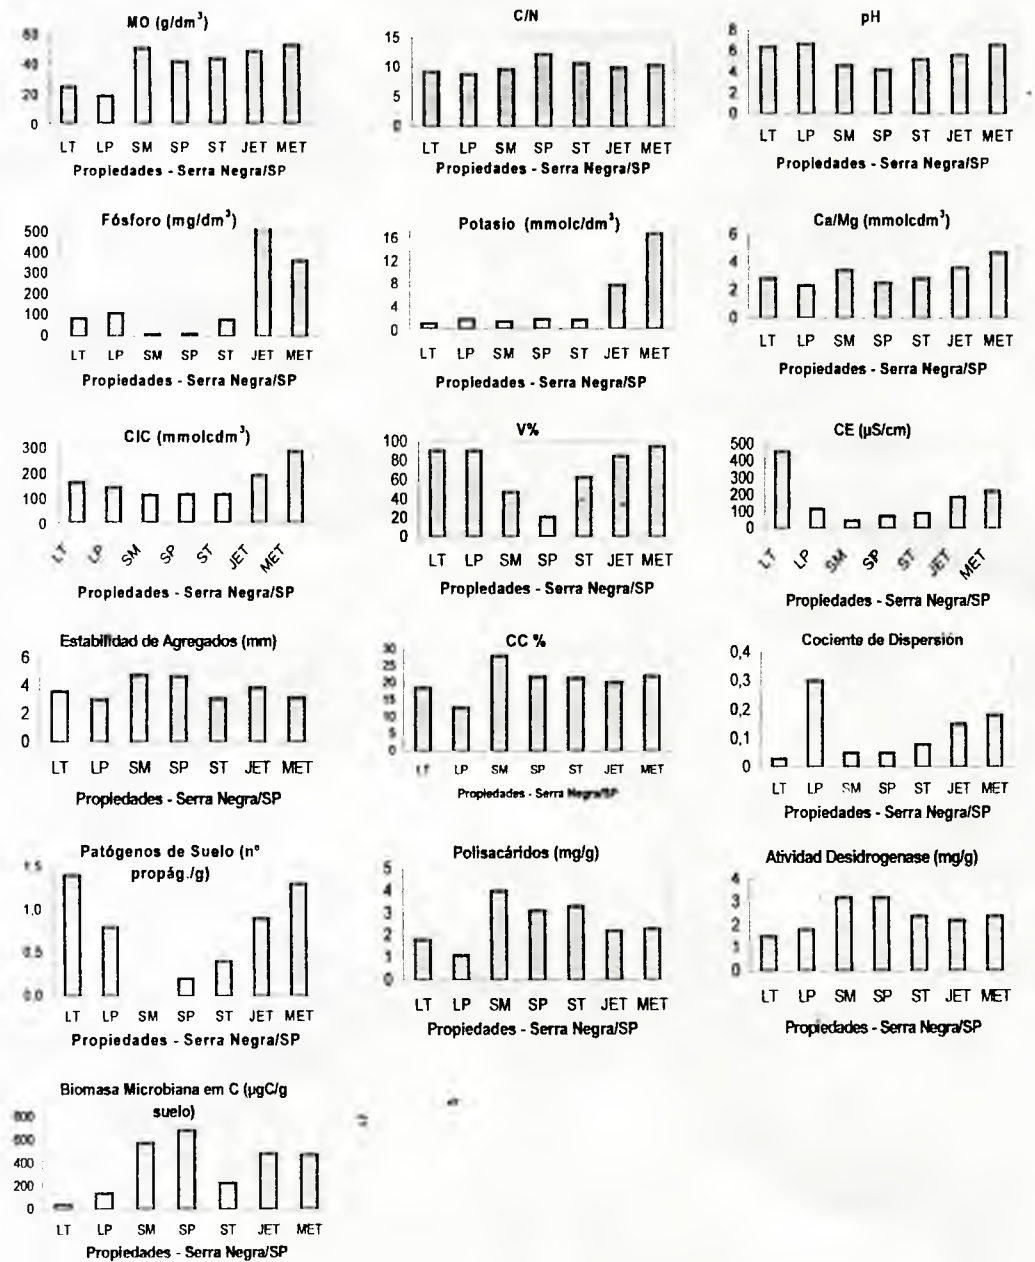 MO (g/dm³)
60
40
20
0
LT LP SM SP ST JET MET
Propiedades - Serra Negra/SP
C/N
15
10
5
0
LT LP SM SP ST JET MET
Propiedades - Serra Negra/SP
pH
8
6
4
2
0
LT LP SM SP ST JET MET
Propiedades - Serra Negra/SP
Fósforo (mg/dm³)
500
400
300
200
100
0
LT LP SM SP ST JET MET
Propiedades - Serra Negra/SP
Potasio (mmolc/dm³)
16
12
8
4
0
LT LP SM SP ST JET MET
Propiedades - Serra Negra/SP
Ca/Mg (mmolcdm³)
6
4
2
0
LT LP SM SP ST JET MET
Propiedades - Serra Negra/SP
CIC (mmolcdm³)
300
200
100
0
LT LP SM SP ST JET MET
Propiedades - Serra Negra/SP
V%
100
80
60
40
20
0
LT LP SM SP ST JET MET
Propiedades - Serra Negra/SP
CE (µS/cm)
500
400
300
200
100
0
LT LP SM SP ST JET MET
Propiedades - Serra Negra/SP
Estabilidad de Agregados (mm)
6
4
2
0
LT LP SM SP ST JET MET
Propiedades - Serra Negra/SP
CC %
30
25
20
15
10
5
0
LT LP SM SP ST JET MET
Propiedades - Serra Negra/SP
Cociente de Dispersión
0,4
0,3
0,2
0,1
0
LT LP SM SP ST JET MET
Propiedades - Serra Negra/SP
Patógenos de Suelo (nº
propág./g)
1.5
1.0
0.5
0.0
LT LP SM SP ST JET MET
Propiedades - Serra Negra/SP
Polisacáridos (mg/g)
5
4
3
2
1
0
LT LP SM SP ST JET MET
Propiedades - Serra Negra/SP
Atividad Desidrogenase (mg/g)
4
3
2
1
0
LT LP SM SP ST JET MET
Propiedades - Serra Negra/SP
Biomasa Microbiana em C (µgC/g
suelo)
800
600
400
200
0
LT LP SM SP ST JET MET
Propiedades - Serra Negra/SP